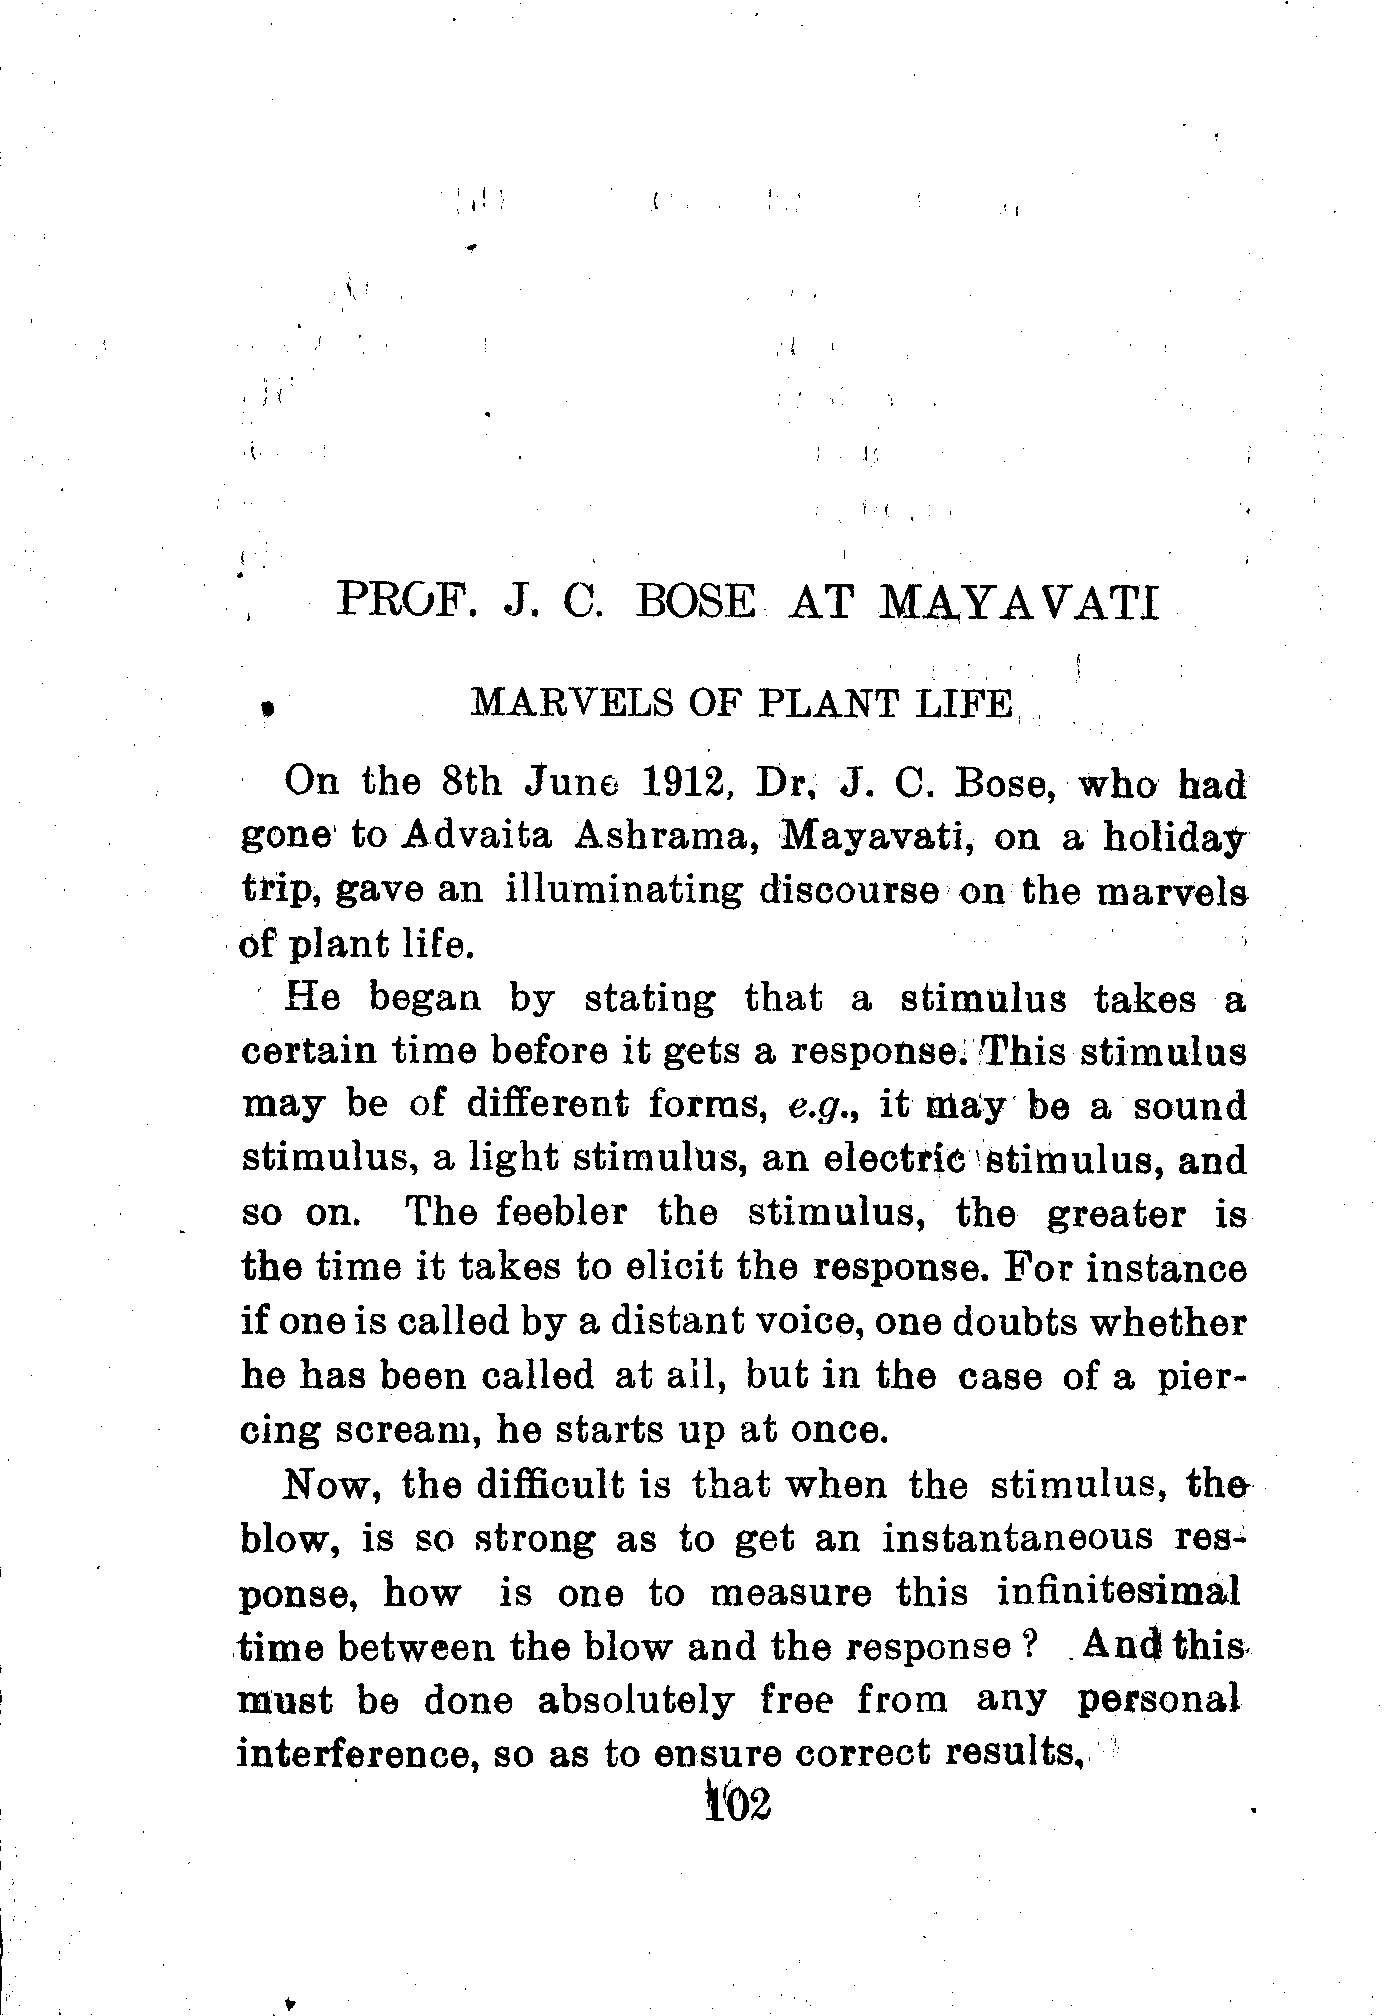 PROF. J. C. BOSE AT MAYAVATI
MARVELS OF PLANT LIFE
On the 8th June 1912, Dr. J. C. Bose, who had
gone to Advaita Ashrama, Mayavati, on a holiday
trip, gave an illuminating discourse on the marvels
of plant life.
He began by stating that a stimulus takes a
certain time before it gets a response. This stimulus
may be of different forms, e.g., it may be a sound
stimulus, a light stimulus, an electric stimulus, and
so on. The feebler the stimulus, the greater is
the time it takes to elicit the response. For instance
if one is called by a distant voice, one doubts whether
he has been called at all, but in the case of a pier-
cing scream, he starts up at once.
Now, the difficult is that when the stimulus, the
blow, is so strong as to get an instantaneous res-
ponse, how is one to measure this infinitesimal
time between the blow and the response ? And this
must be done absolutely free from any personal
interference, so as to ensure correct results.
102